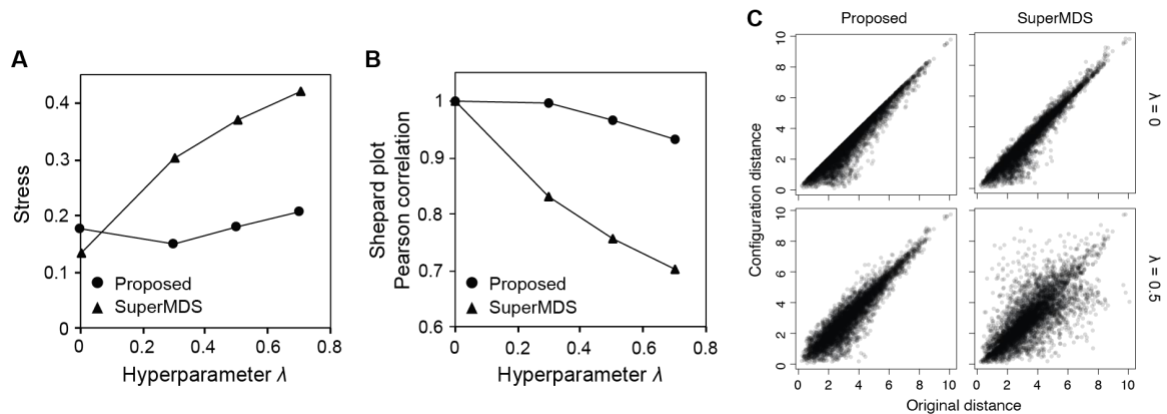 A
Stress
0.4
0.3
0.2
0.1
0
Proposed
SuperMDS
0 0.2 0.4 0.6 0.8
Hyperparameter λ
B
Shepard plot
Pearson correlation
1
0.9
0.8
0.7
0.6
Proposed
SuperMDS
0 0.2 0.4 0.6 0.8
Hyperparameter λ
C
Proposed SuperMDS
Configuration distance
10
8
6
4
2
0
λ = 0
10
8
6
4
2
0
λ = 0.5
0 2 4 6 8 10 0 2 4 6 8 10
Original distance